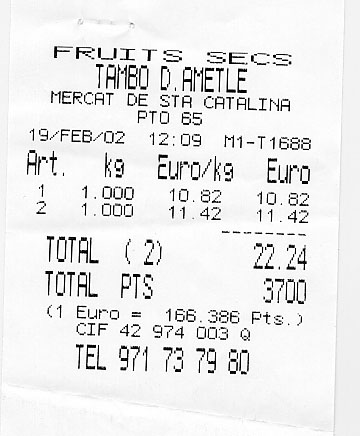 FRUITS SECS
TAMBO D.AMETLE
MERCAT DE STA CATALINA
PTO 65
19/FEB/02 12:09 M1-T1688
Art. kg Euro/kg Euro
1 1.000 10.82 10.82
2 1.000 11.42 11.42
--------
TOTAL (2) 22.24
TOTAL PTS 3700
(1 Euro = 166.386 Pts.)
CIF 42 974 003 Q
TEL 971 73 79 80